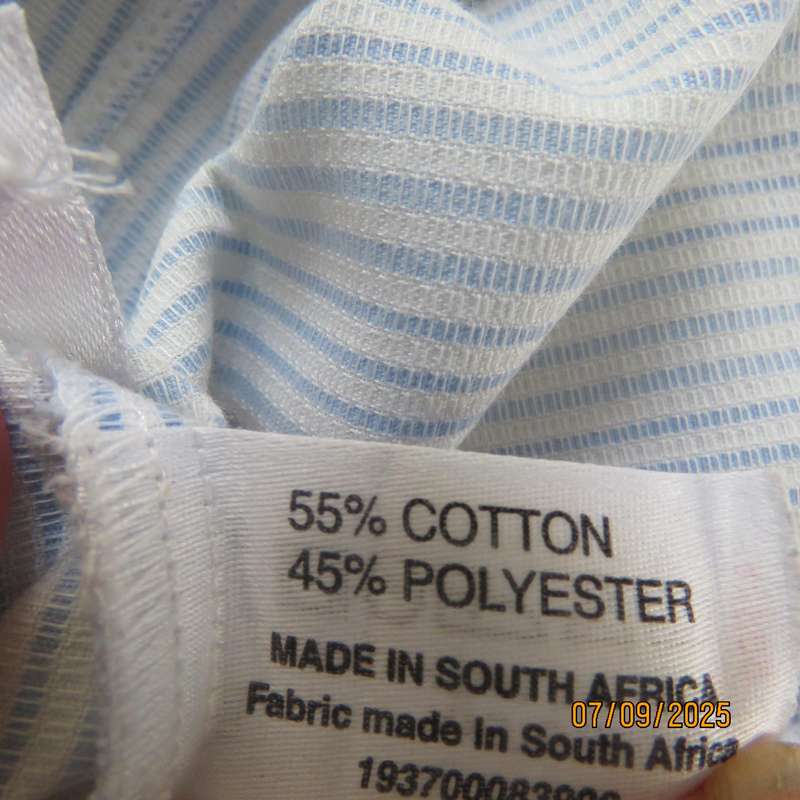 55% COTTON
45% POLYESTER
MADE IN SOUTH AFRICA
Fabric made in South Africa
07/09/2025